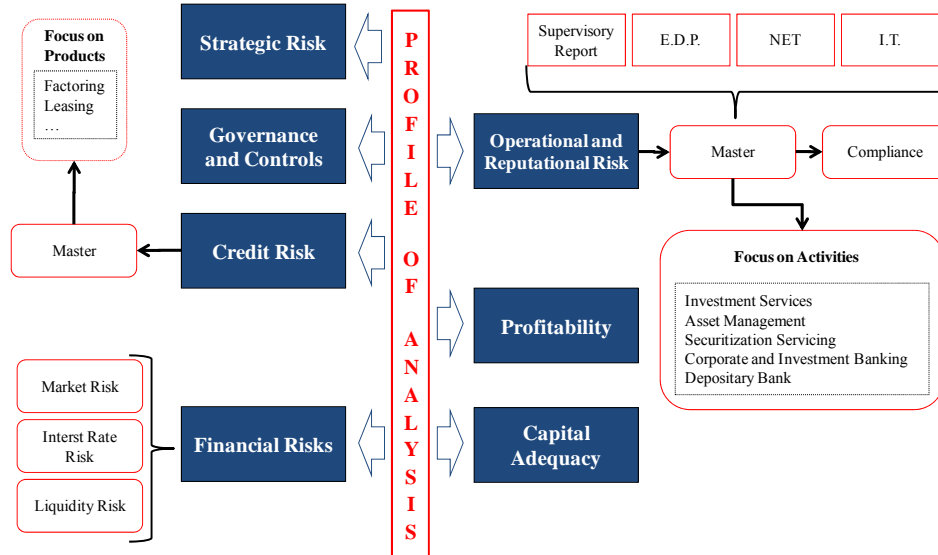 Focus on
Products
Factoring
Leasing
…
Strategic Risk
Governance
and Controls
Master
Credit Risk
Market Risk
Interst Rate
Risk
Liquidity Risk
Financial Risks
PROFILE OF ANALYSIS
Supervisory
Report
E.D.P.
NET
I.T.
Operational and
Reputational Risk
Master
Compliance
Focus on Activities
Investment Services
Asset Management
Securitization Servicing
Corporate and Investment Banking
Depositary Bank
Profitability
Capital
Adequacy